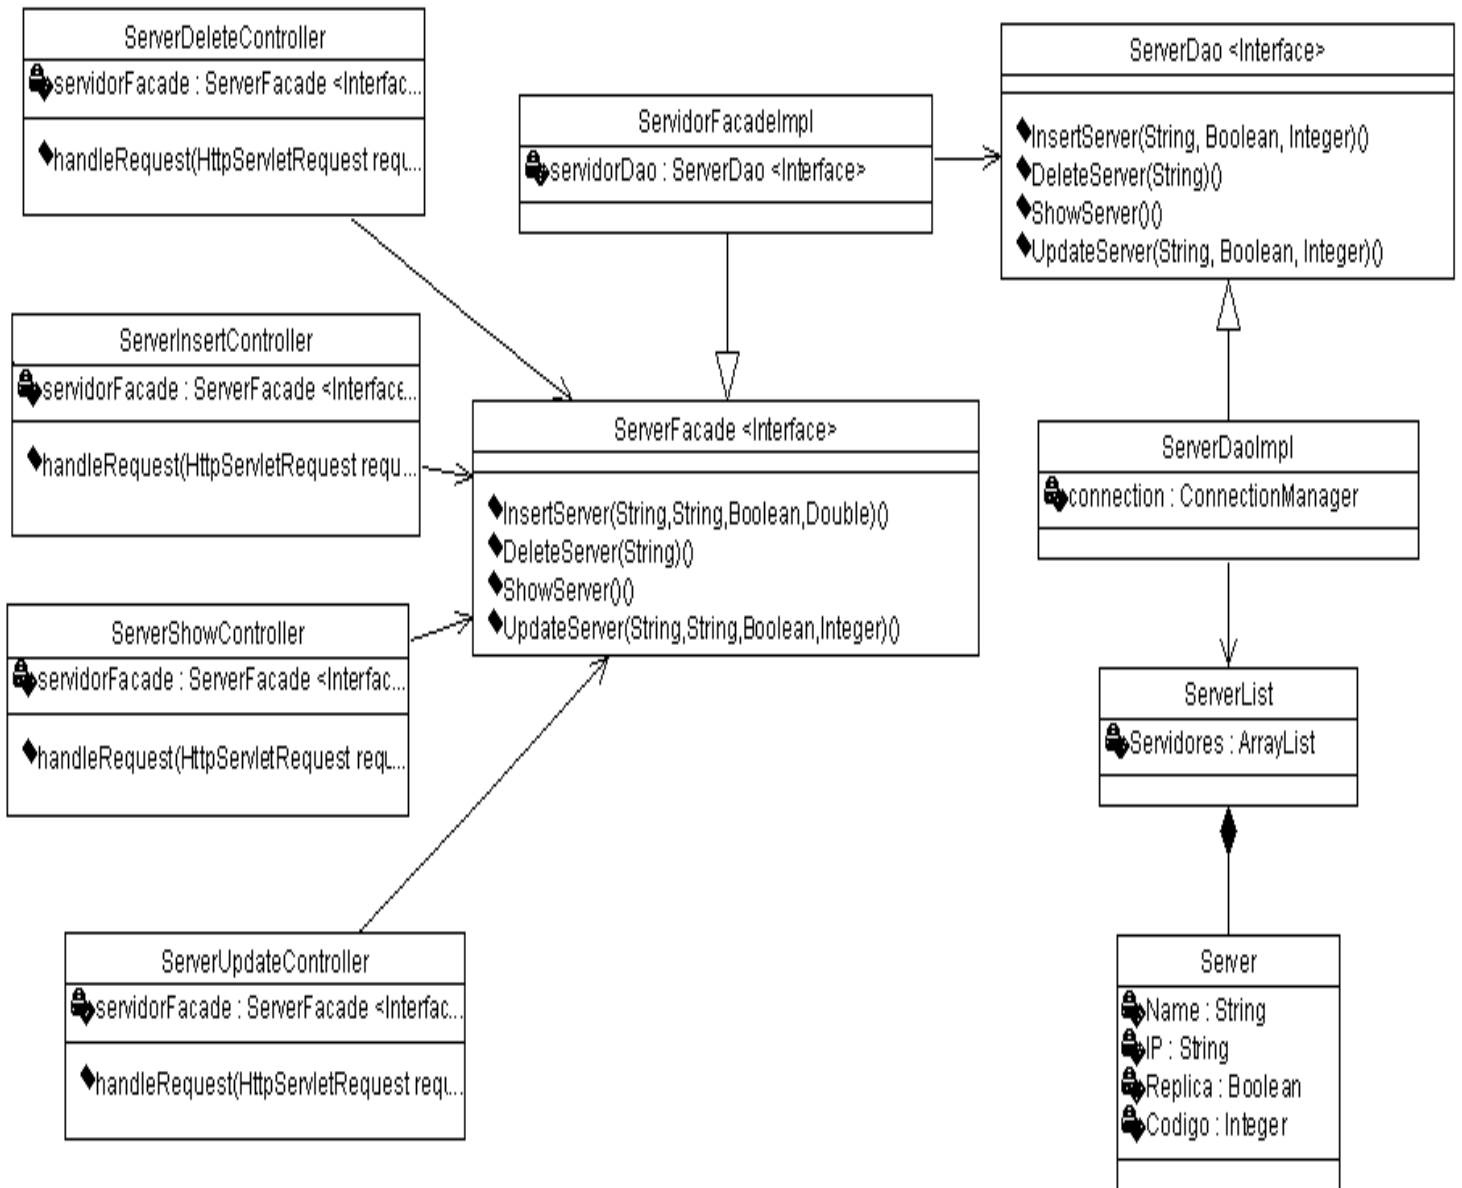 ServerDeleteController
servidorFacade : ServerFacade <Interfac...
handleRequest(HttpServletRequest requ...
ServidorFacadeImpl
servidorDao : ServerDao <Interface>
ServerDao <Interface>
InsertServer(String, Boolean, Integer)()
DeleteServer(String)()
ShowServer()()
UpdateServer(String, Boolean, Integer)()
ServerInsertController
servidorFacade : ServerFacade <Interface...
handleRequest(HttpServletRequest requ...
ServerFacade <Interface>
InsertServer(String,String,Boolean,Double)()
DeleteServer(String)()
ShowServer()()
UpdateServer(String,String,Boolean,Integer)()
ServerDaoImpl
connection : ConnectionManager
ServerShowController
servidorFacade : ServerFacade <Interfac...
handleRequest(HttpServletRequest requ...
ServerList
Servidores : ArrayList
ServerUpdateController
servidorFacade : ServerFacade <Interfac...
handleRequest(HttpServletRequest requ...
Server
Name : String
IP : String
Replica : Boolean
Codigo : Integer